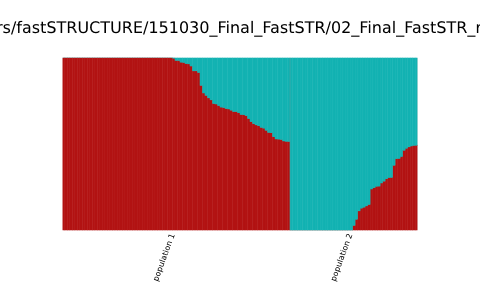 rs/fastSTRUCTURE/151030_Final_FastSTR/02_Final_FastSTR_r
population 1
population 2